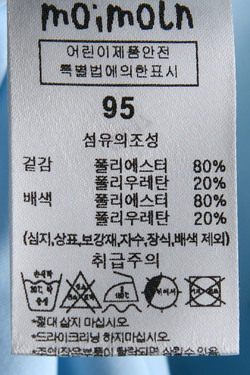 moimoln
어린이제품안전
특별법에의한표시
95
섬유의조성
겉감 폴리에스터 80%
폴리우레탄 20%
배색 폴리에스터 80%
폴리우레탄 20%
(심지,상표,보강재,자수,장식,배색 제외)
취급주의
*절대 삶지 마십시오.
*드라이크리닝 하지마십시오.